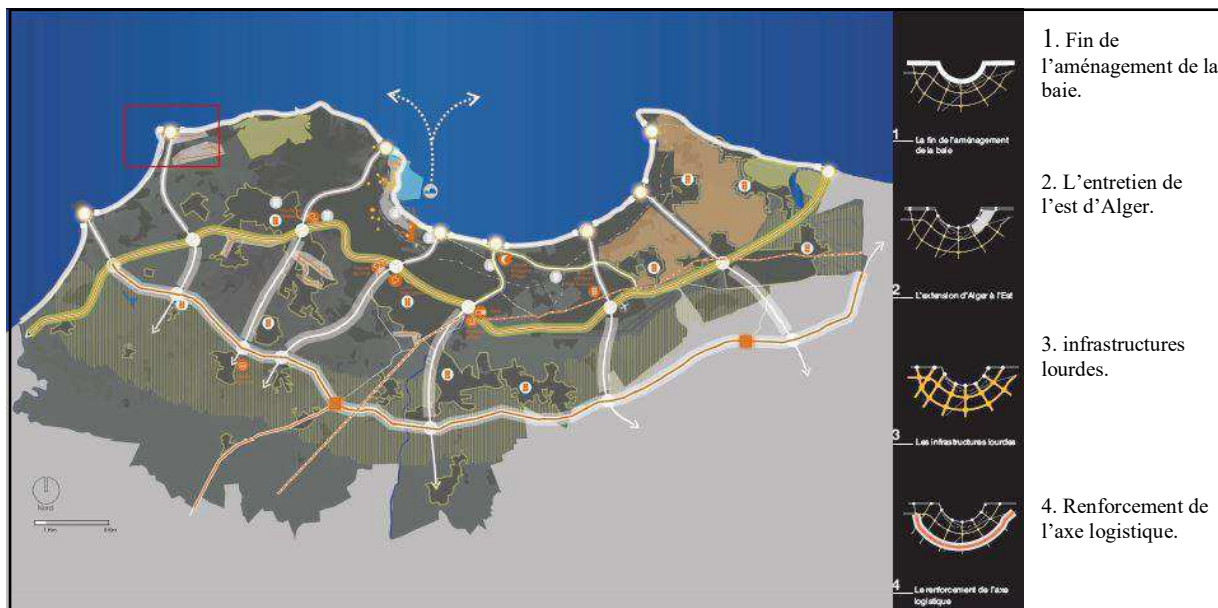 1. Fin de
l'aménagement de la
baie.
2. L'entretien de
l'est d'Alger.
3. infrastructures
lourdes.
4. Renforcement de
l'axe logistique.
1
La fin de l'aménagement
de la baie
2
L'extension d'Alger à l'Est
3
Les infrastructures lourdes
4
Le renforcement de l'axe
logistique
Nord